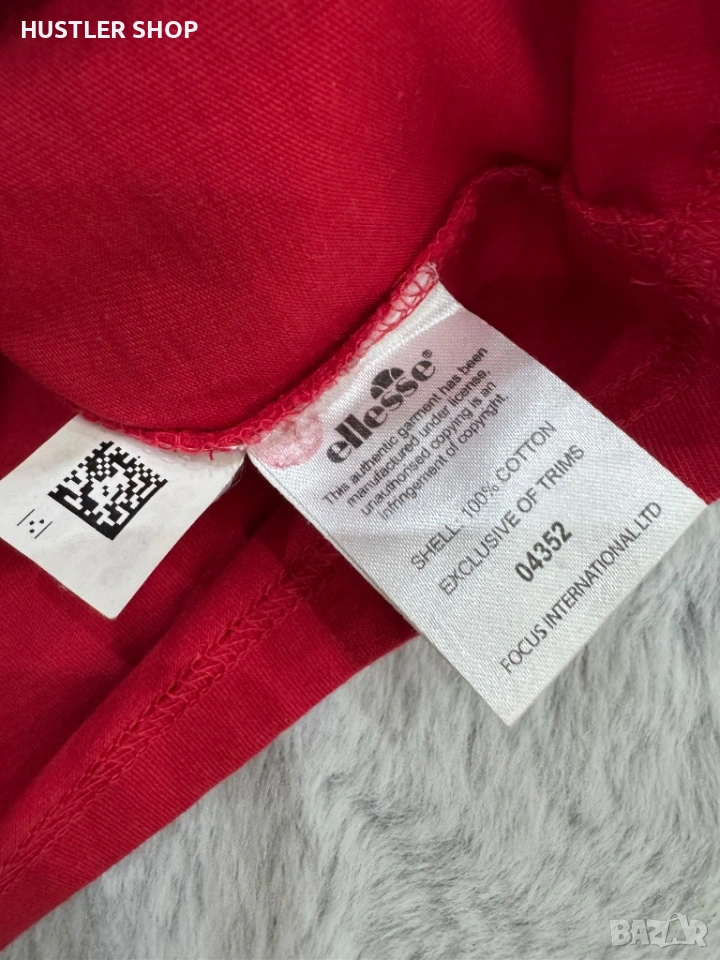 HUSTLER SHOP
ellesse®
This authentic garment has been
manufactured under license,
unauthorised copying is an
infringement of copyright.
SHELL: 100% COTTON
EXCLUSIVE OF TRIMS
04352
FOCUS INTERNATIONAL LTD
BAZAR